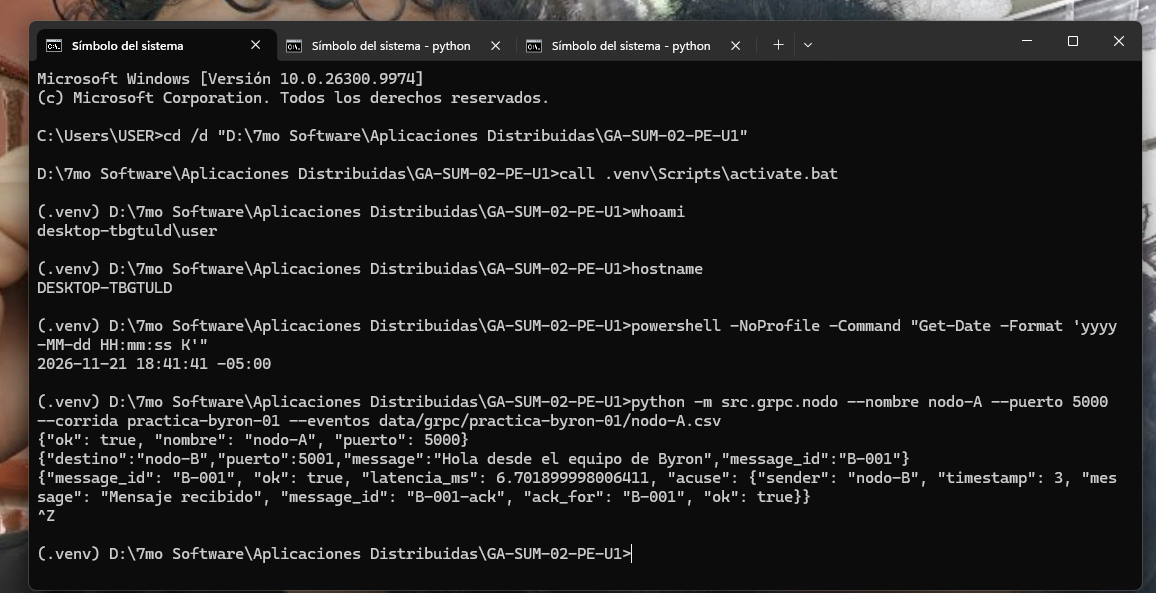 Símbolo del sistema
Símbolo del sistema - python
Símbolo del sistema - python
Microsoft Windows [Versión 10.0.26300.9974]
(c) Microsoft Corporation. Todos los derechos reservados.
C:\Users\USER>cd /d "D:\7mo Software\Aplicaciones Distribuidas\GA-SUM-02-PE-U1"
D:\7mo Software\Aplicaciones Distribuidas\GA-SUM-02-PE-U1>call .venv\Scripts\activate.bat
(.venv) D:\7mo Software\Aplicaciones Distribuidas\GA-SUM-02-PE-U1>whoami
desktop-tbgtuld\user
(.venv) D:\7mo Software\Aplicaciones Distribuidas\GA-SUM-02-PE-U1>hostname
DESKTOP-TBGTULD
(.venv) D:\7mo Software\Aplicaciones Distribuidas\GA-SUM-02-PE-U1>powershell -NoProfile -Command "Get-Date -Format 'yyyy
-MM-dd HH:mm:ss K'"
2026-11-21 18:41:41 -05:00
(.venv) D:\7mo Software\Aplicaciones Distribuidas\GA-SUM-02-PE-U1>python -m src.grpc.nodo --nombre nodo-A --puerto 5000
--corrida practica-byron-01 --eventos data/grpc/practica-byron-01/nodo-A.csv
{"ok": true, "nombre": "nodo-A", "puerto": 5000}
{"destino":"nodo-B","puerto":5001,"message":"Hola desde el equipo de Byron","message_id":"B-001"}
{"message_id": "B-001", "ok": true, "latencia_ms": 6.701899998006411, "acuse": {"sender": "nodo-B", "timestamp": 3, "mes
sage": "Mensaje recibido", "message_id": "B-001-ack", "ack_for": "B-001", "ok": true}}
^Z
(.venv) D:\7mo Software\Aplicaciones Distribuidas\GA-SUM-02-PE-U1>